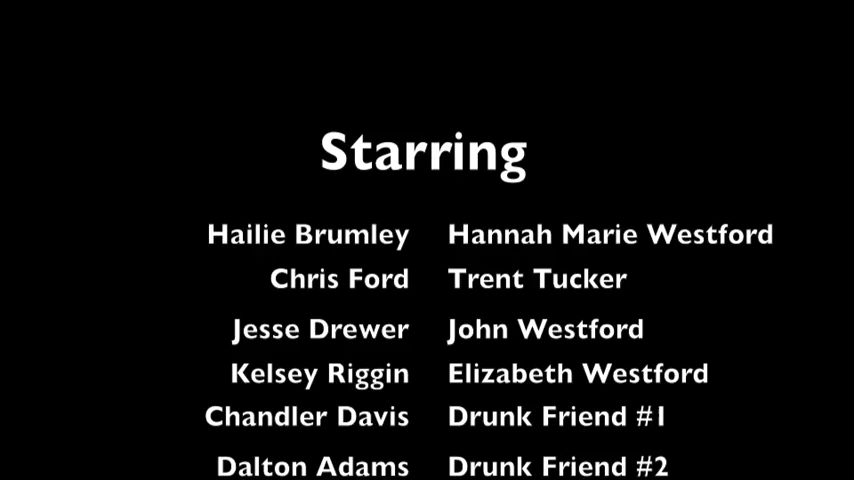 Starring
Hailie Brumley Hannah Marie Westford
Chris Ford Trent Tucker
Jesse Drewer John Westford
Kelsey Riggin Elizabeth Westford
Chandler Davis Drunk Friend #1
Dalton Adams Drunk Friend #2